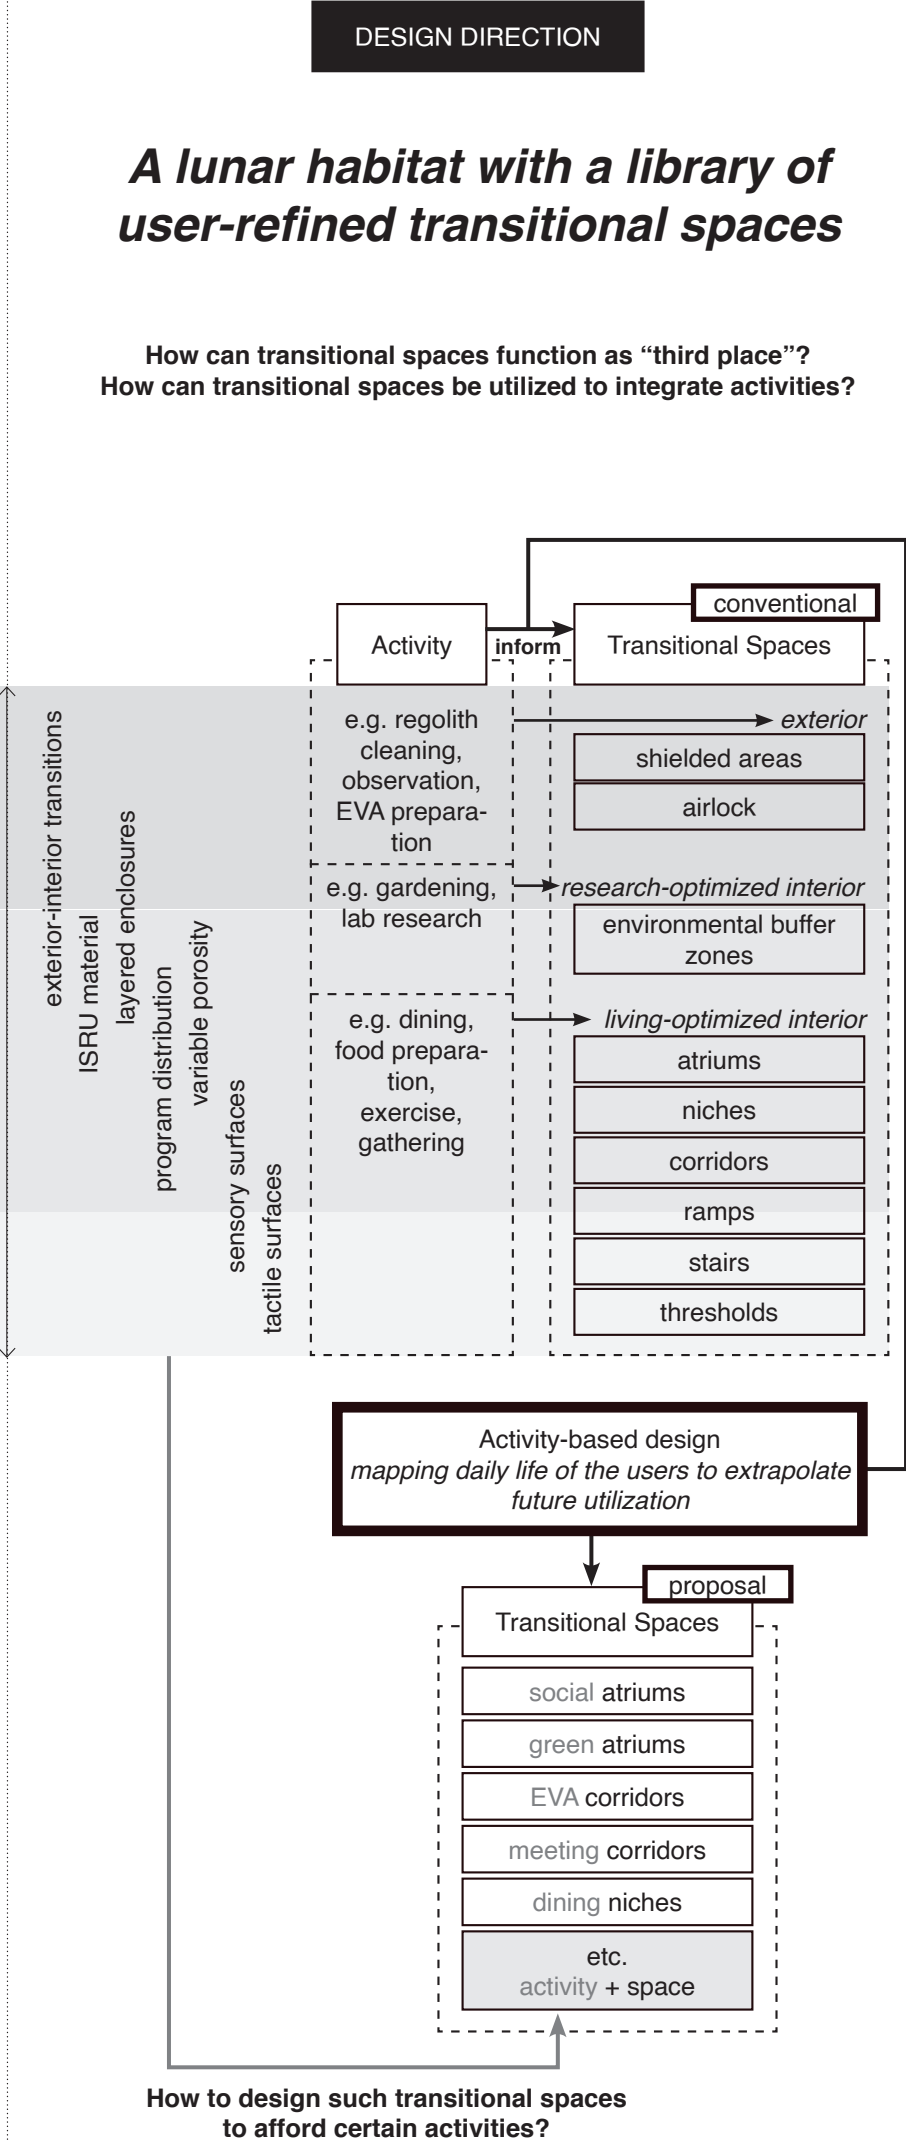 DESIGN DIRECTION
A lunar habitat with a library of
user-refined transitional spaces
How can transitional spaces function as “third place”?
How can transitional spaces be utilized to integrate activities?
conventional
Activity
inform
Transitional Spaces
exterior-interior transitions
ISRU material
layered enclosures
program distribution
variable porosity
sensory surfaces
tactile surfaces
e.g. regolith
cleaning,
observation,
EVA prepara-
tion
exterior
shielded areas
airlock
e.g. gardening,
lab research
research-optimized interior
environmental buffer
zones
e.g. dining,
food prepara-
tion,
exercise,
gathering
living-optimized interior
atriums
niches
corridors
ramps
stairs
thresholds
Activity-based design
mapping daily life of the users to extrapolate
future utilization
proposal
Transitional Spaces
social atriums
green atriums
EVA corridors
meeting corridors
dining niches
etc.
activity + space
How to design such transitional spaces
to afford certain activities?